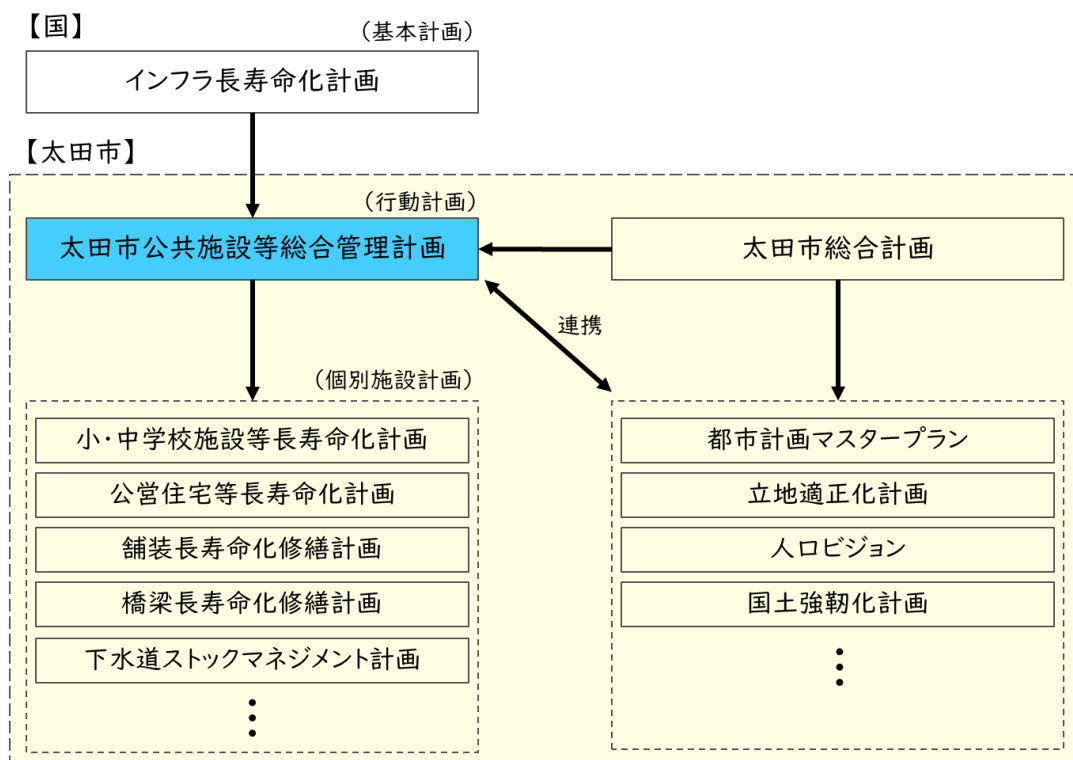 【国】
(基本計画)
インフラ長寿命化計画
【太田市】
(行動計画)
太田市公共施設等総合管理計画
太田市総合計画
連携
(個別施設計画)
小・中学校施設等長寿命化計画
公営住宅等長寿命化計画
舗装長寿命化修繕計画
橋梁長寿命化修繕計画
下水道ストックマネジメント計画
都市計画マスタープラン
立地適正化計画
人口ビジョン
国土強靭化計画